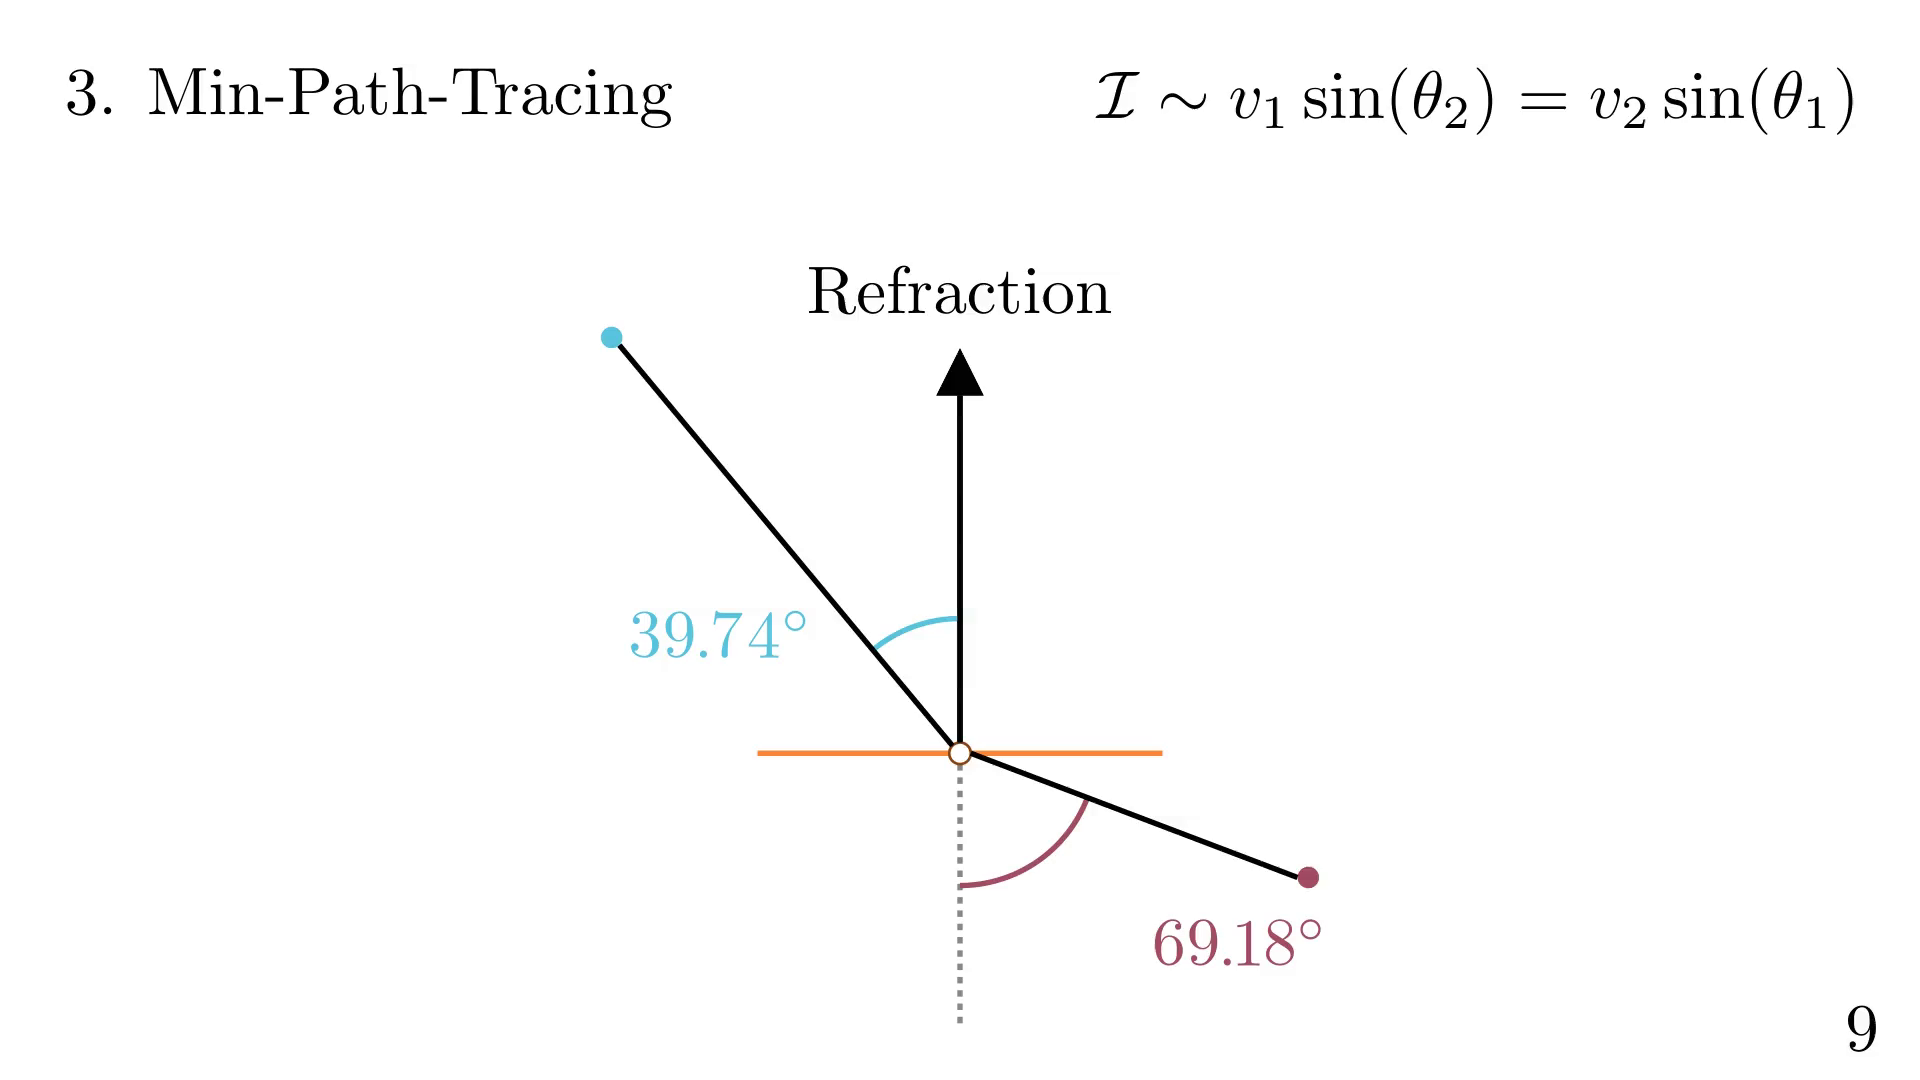 3. Min-Path-Tracing
ℐ ∼ v₁ sin(θ₂) = v₂ sin(θ₁)
Refraction
39.74°
69.18°
9